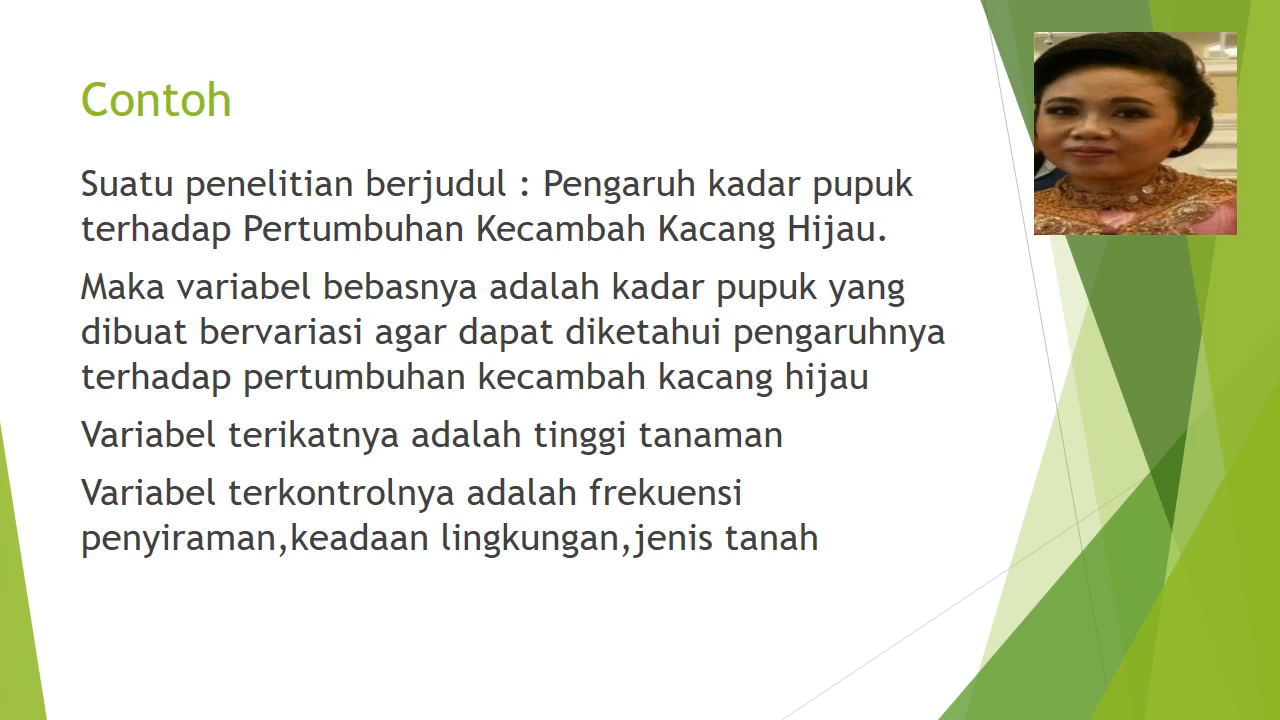 Contoh
Suatu penelitian berjudul : Pengaruh kadar pupuk
terhadap Pertumbuhan Kecambah Kacang Hijau.
Maka variabel bebasnya adalah kadar pupuk yang
dibuat bervariasi agar dapat diketahui pengaruhnya
terhadap pertumbuhan kecambah kacang hijau
Variabel terikatnya adalah tinggi tanaman
Variabel terkontrolnya adalah frekuensi
penyiraman,keadaan lingkungan,jenis tanah